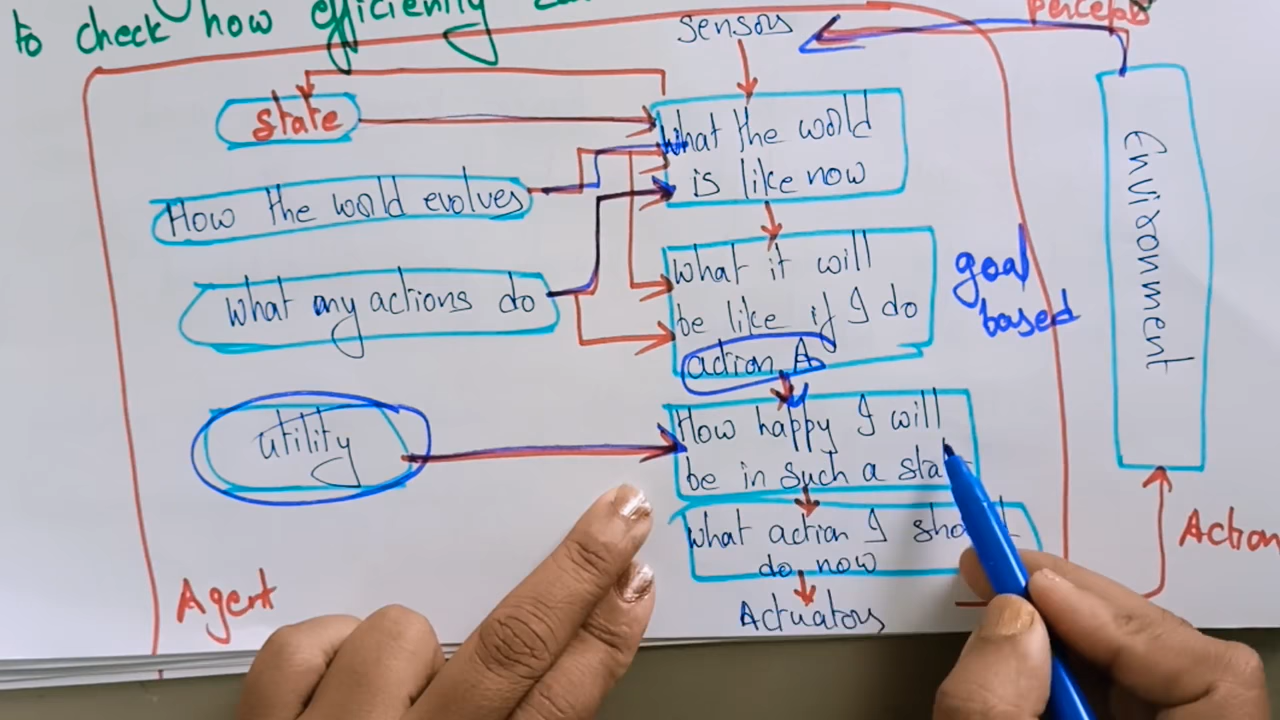 to check how efficiently
Sensors
Percepts
state
What the world
is like now
How the world evolves
What my actions do
What it will
be like if I do
action A
goal
based
Environment
utility
How happy I will
be in such a sta
What action I should
do now
Action
Agent
Actuators